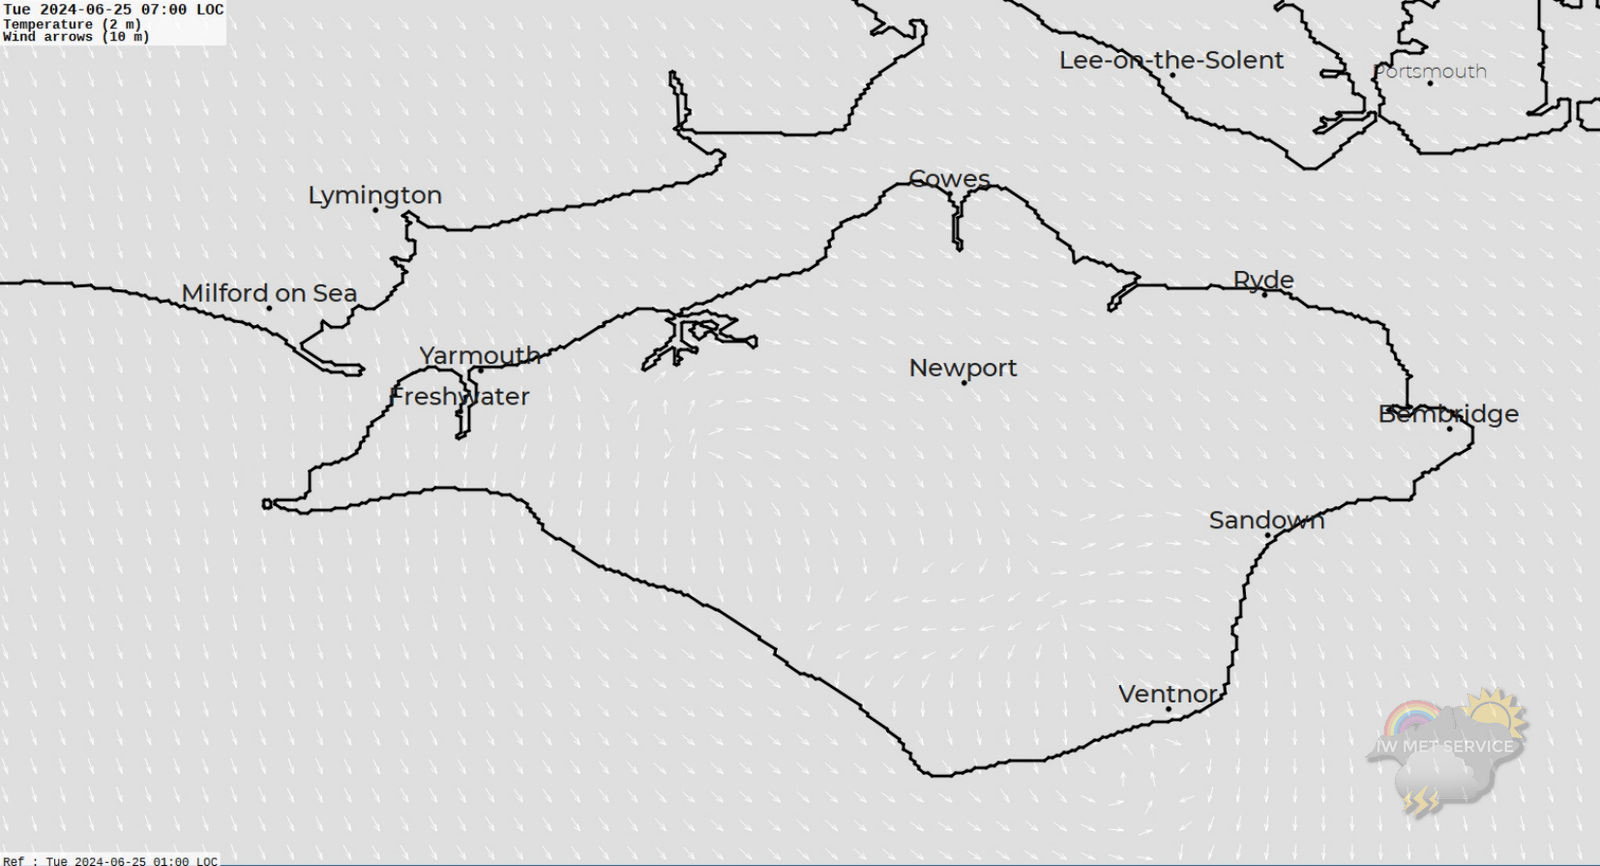 Tue 2024-06-25 07:00 LOC
Temperature (2 m)
Wind arrows (10 m)
Lee-on-the-Solent
Portsmouth
Cowes
Lymington
Ryde
Milford on Sea
Yarmouth
Newport
Freshwater
Bembridge
Sandown
Ventnor
IW MET SERVICE
Ref : Tue 2024-06-25 01:00 LOC